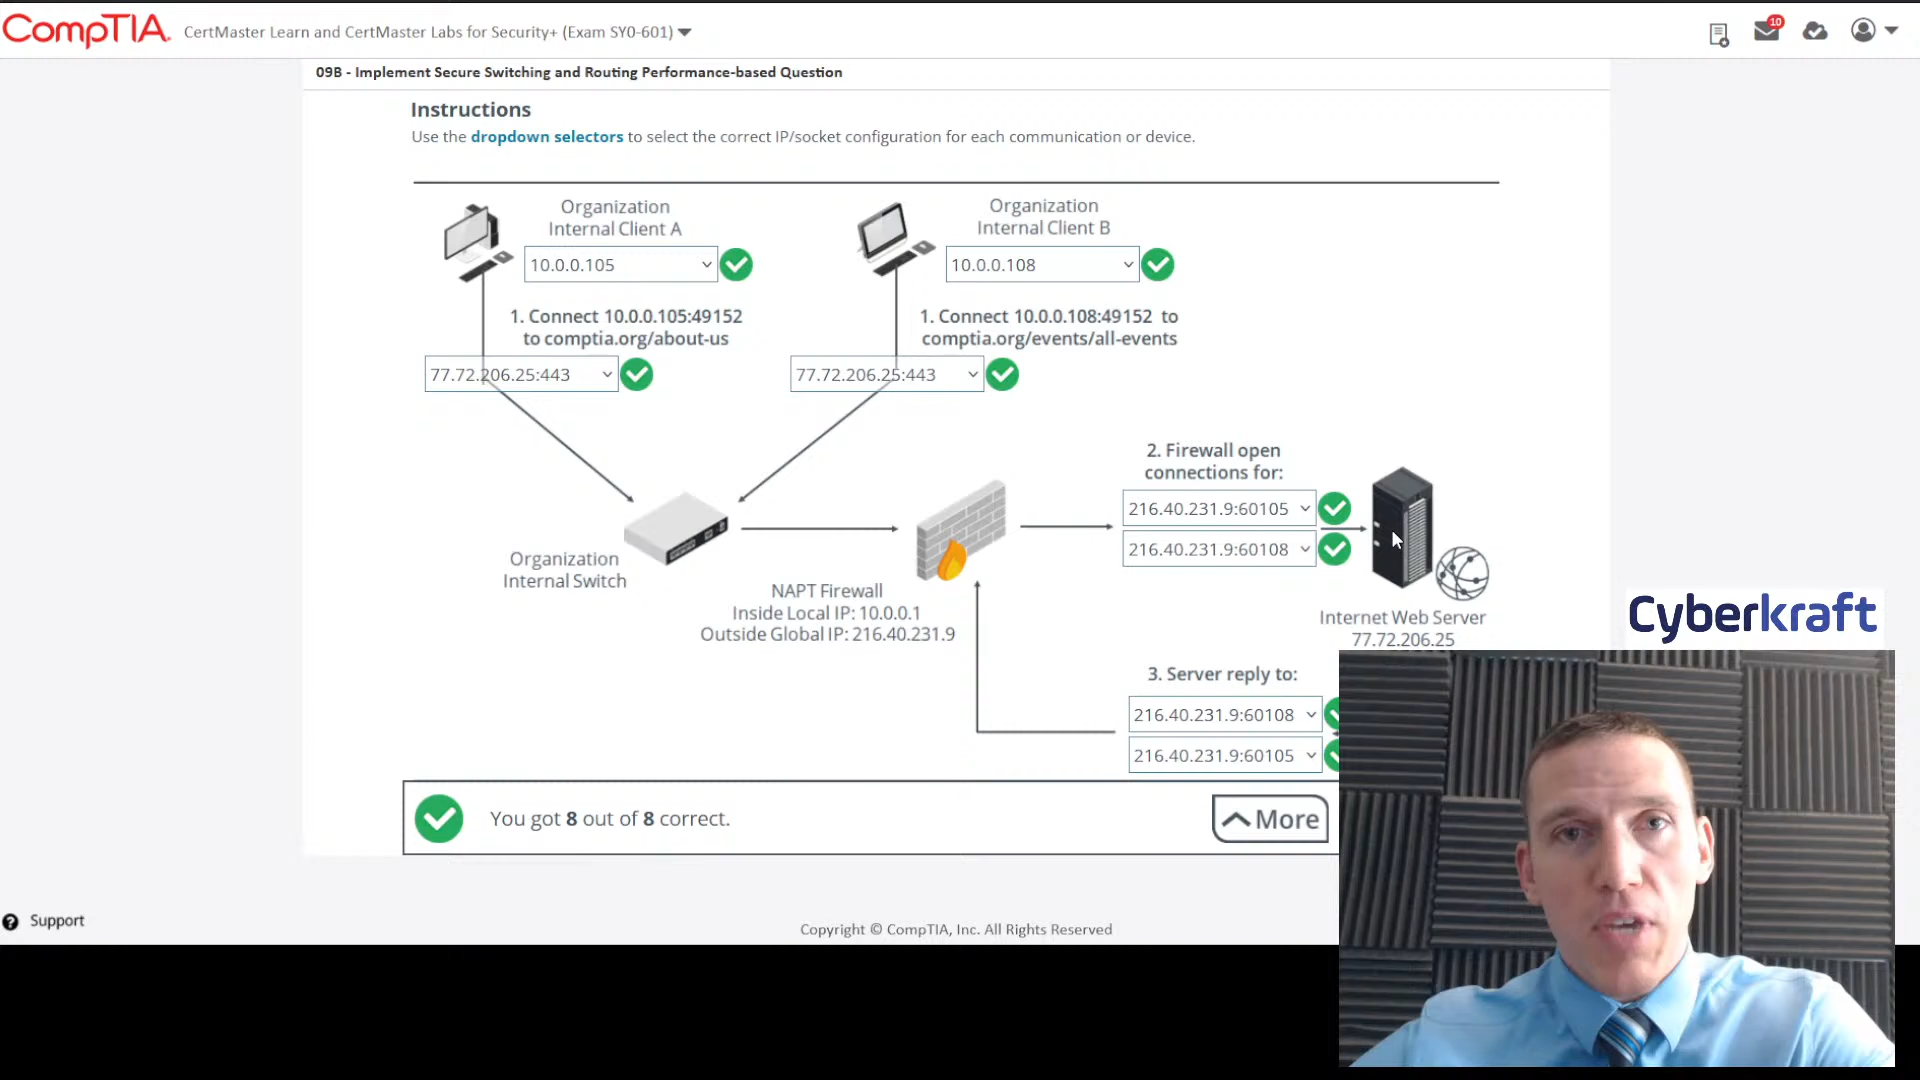 CompTIA.
CertMaster Learn and CertMaster Labs for Security+ (Exam SY0-601)
10
09B - Implement Secure Switching and Routing Performance-based Question
Instructions
Use the dropdown selectors to select the correct IP/socket configuration for each communication or device.
Organization
Internal Client A
10.0.0.105
Organization
Internal Client B
10.0.0.108
1. Connect 10.0.0.105:49152
to comptia.org/about-us
77.72.206.25:443
1. Connect 10.0.0.108:49152 to
comptia.org/events/all-events
77.72.206.25:443
2. Firewall open
connections for:
216.40.231.9:60105
216.40.231.9:60108
Organization
Internal Switch
NAPT Firewall
Inside Local IP: 10.0.0.1
Outside Global IP: 216.40.231.9
Internet Web Server
77.72.206.25
Cyberkraft
3. Server reply to:
216.40.231.9:60108
216.40.231.9:60105
You got 8 out of 8 correct.
More
? Support
Copyright © CompTIA, Inc. All Rights Reserved